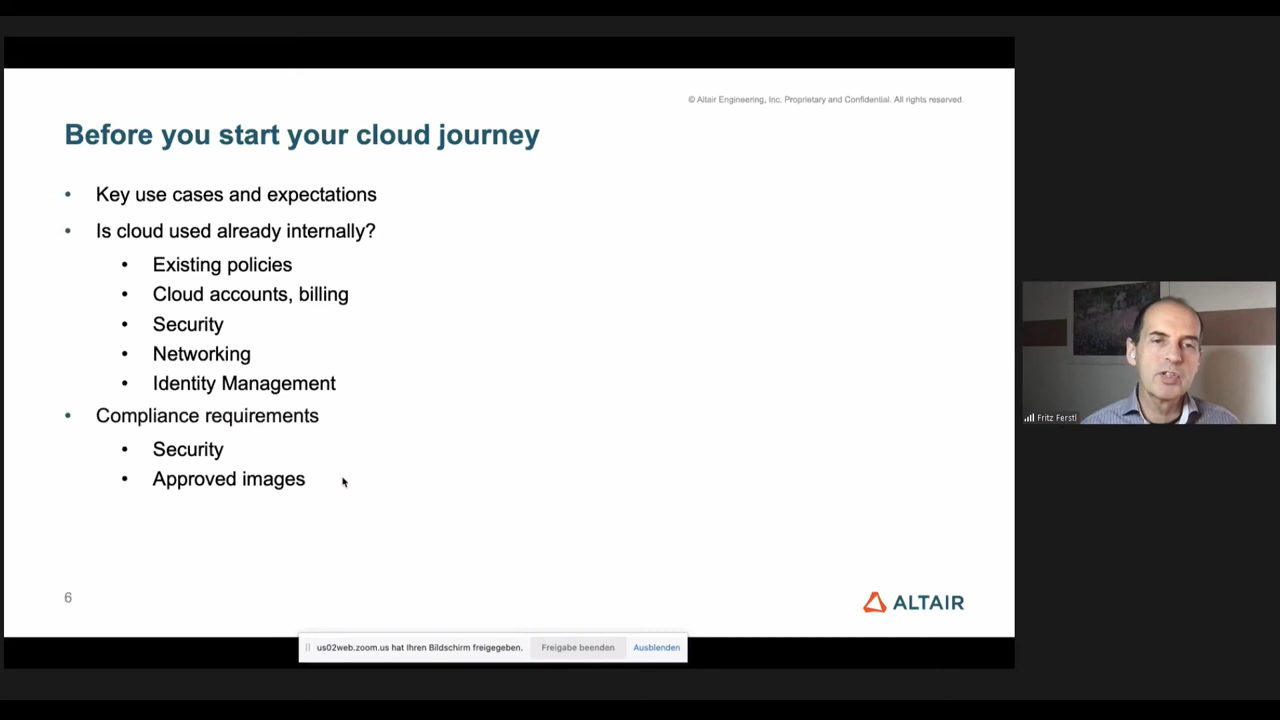 © Altair Engineering, Inc. Proprietary and Confidential. All rights reserved.
Before you start your cloud journey
• Key use cases and expectations
• Is cloud used already internally?
• Existing policies
• Cloud accounts, billing
• Security
• Networking
• Identity Management
• Compliance requirements
• Security
• Approved images
Fritz Ferstl
6
ALTAIR
us02web.zoom.us hat Ihren Bildschirm freigegeben. Freigabe beenden Ausblenden